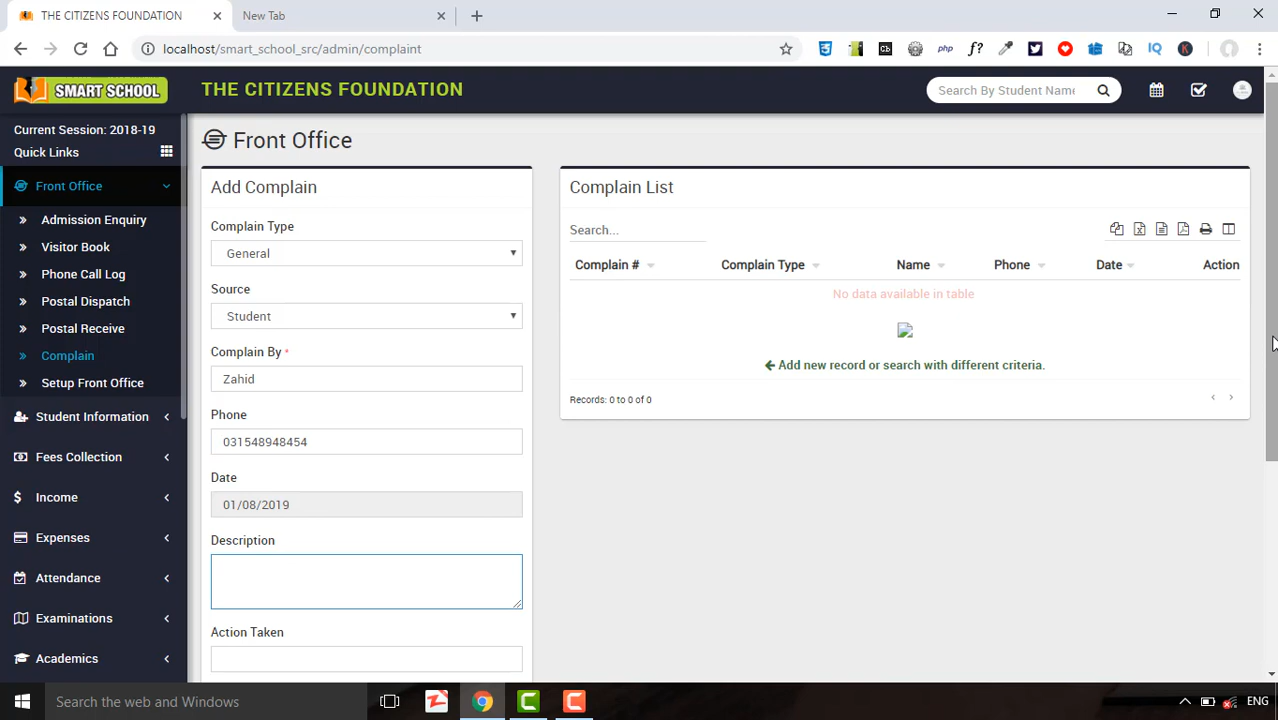 THE CITIZENS FOUNDATION
New Tab
localhost/smart_school_src/admin/complaint
Cb
php
f?
IQ
K
SMART SCHOOL
THE CITIZENS FOUNDATION
Search By Student Name
Current Session: 2018-19
Quick Links
Front Office
Admission Enquiry
Visitor Book
Phone Call Log
Postal Dispatch
Postal Receive
Complain
Setup Front Office
Student Information
Fees Collection
$ Income
Expenses
Attendance
Examinations
Academics
Front Office
Add Complain
Complain Type
General
Source
Student
Complain By *
Zahid
Phone
031548948454
Date
01/08/2019
Description
Action Taken
Complain List
Search...
Complain # Complain Type Name Phone Date Action
No data available in table
Add new record or search with different criteria.
Records: 0 to 0 of 0
Search the web and Windows
ENG